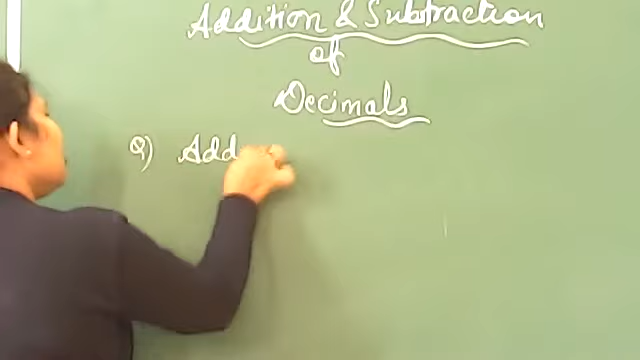 Addition & Subtraction
of
Decimals
Q) Add